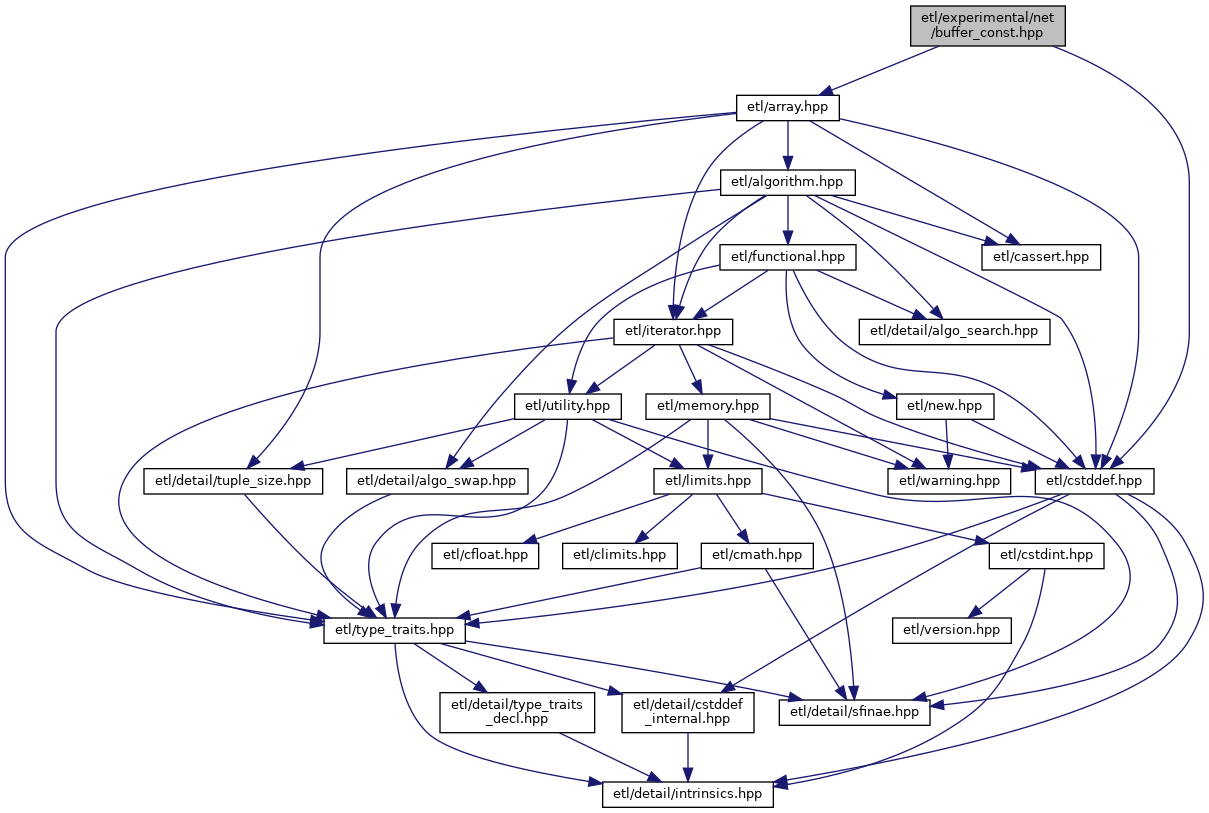 etl/experimental/net
/buffer_const.hpp
etl/array.hpp
etl/algorithm.hpp
etl/functional.hpp
etl/cassert.hpp
etl/iterator.hpp
etl/detail/algo_search.hpp
etl/utility.hpp
etl/memory.hpp
etl/new.hpp
etl/detail/tuple_size.hpp
etl/detail/algo_swap.hpp
etl/limits.hpp
etl/warning.hpp
etl/cstddef.hpp
etl/cfloat.hpp
etl/climits.hpp
etl/cmath.hpp
etl/cstdint.hpp
etl/type_traits.hpp
etl/version.hpp
etl/detail/type_traits
_decl.hpp
etl/detail/cstddef
_internal.hpp
etl/detail/sfinae.hpp
etl/detail/intrinsics.hpp